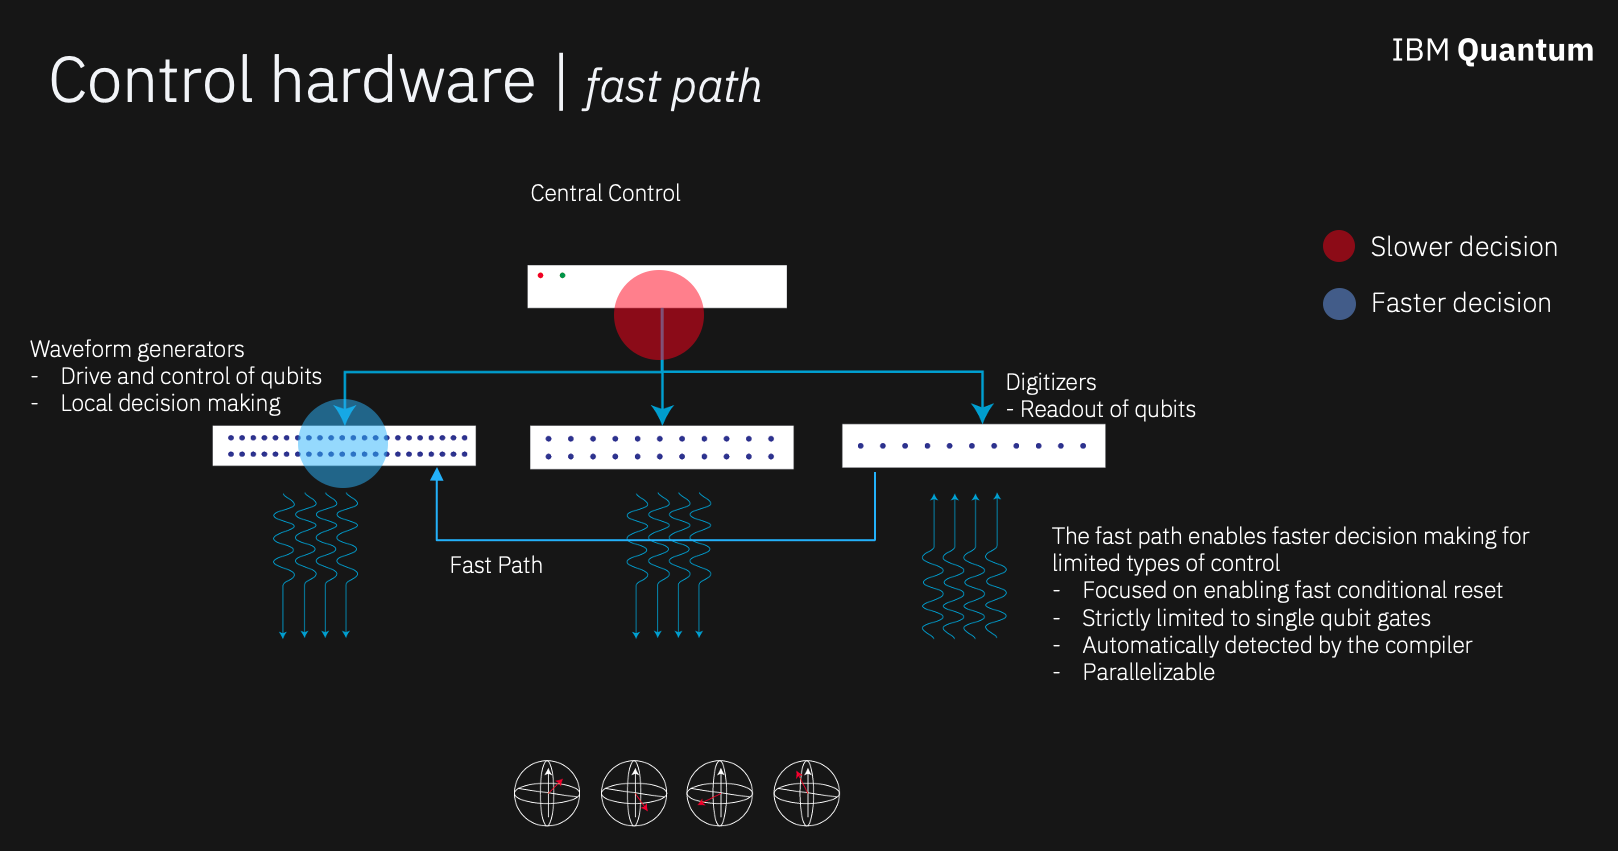 Control hardware | fast path
IBM Quantum
Central Control
Slower decision
Faster decision
Waveform generators
- Drive and control of qubits
- Local decision making
Digitizers
- Readout of qubits
Fast Path
The fast path enables faster decision making for
limited types of control
- Focused on enabling fast conditional reset
- Strictly limited to single qubit gates
- Automatically detected by the compiler
- Parallelizable